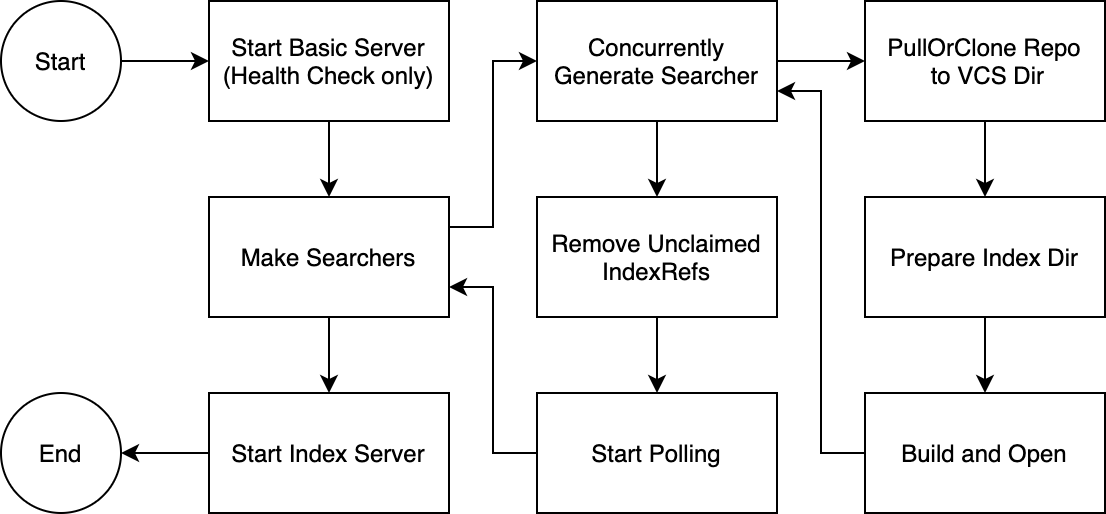 Start
Start Basic Server
(Health Check only)
Concurrently
Generate Searcher
PullOrClone Repo
to VCS Dir
Make Searchers
Remove Unclaimed
IndexRefs
Prepare Index Dir
End
Start Index Server
Start Polling
Build and Open